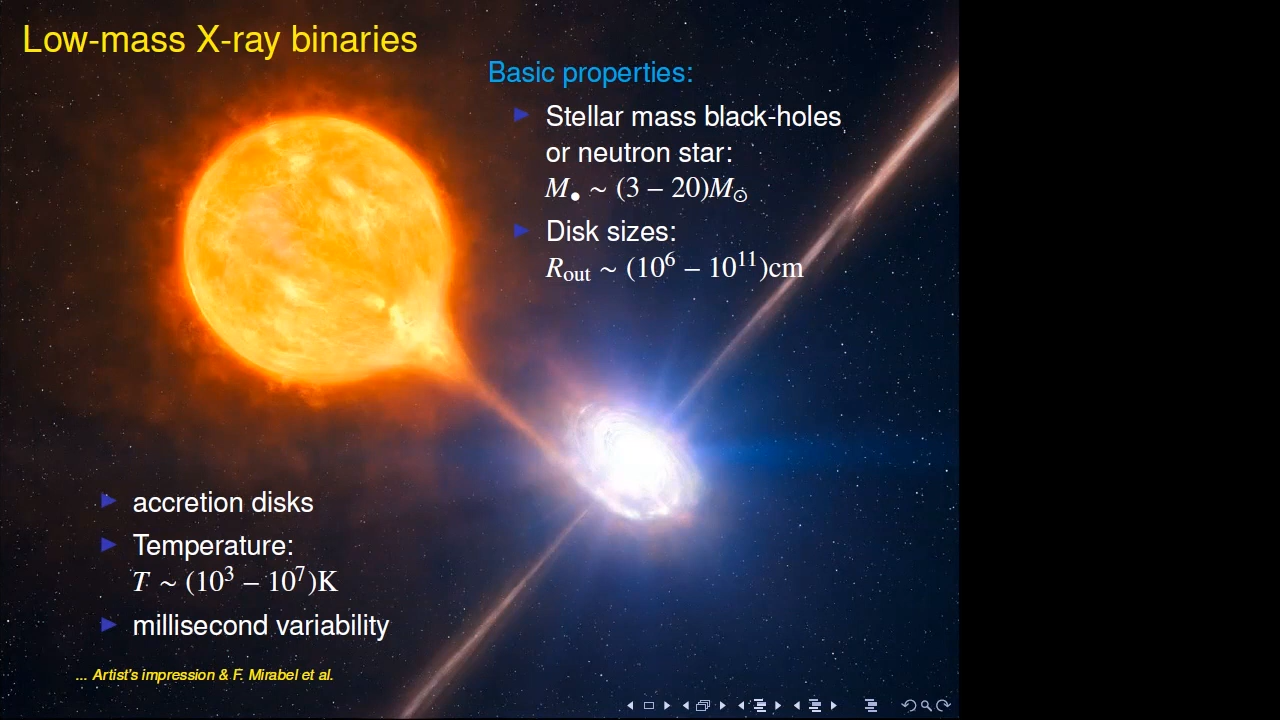 Low-mass X-ray binaries
Basic properties:
Stellar mass black-holes
or neutron star:
M● ~ (3 – 20)M⊙
Disk sizes:
Rout ~ (10⁶ – 10¹¹)cm
accretion disks
Temperature:
T ~ (10³ – 10⁷)K
millisecond variability
... Artist's impression & F. Mirabel et al.